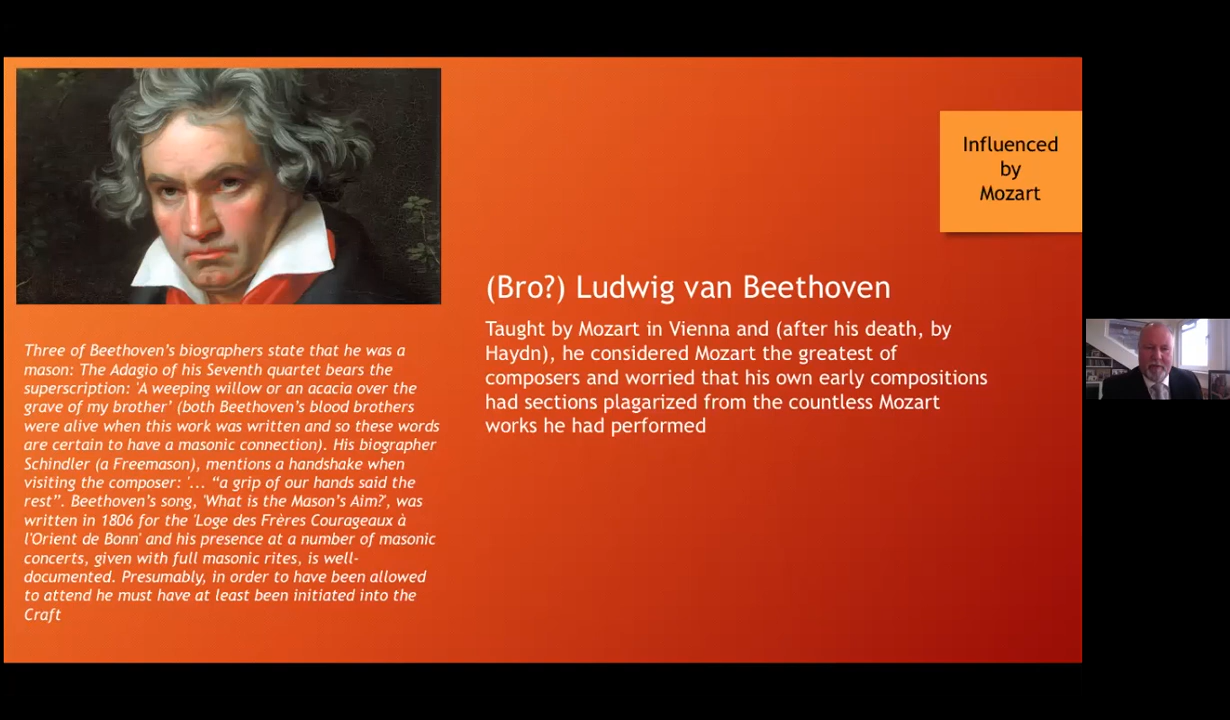 Influenced
by
Mozart
(Bro?) Ludwig van Beethoven
Taught by Mozart in Vienna and (after his death, by
Haydn), he considered Mozart the greatest of
composers and worried that his own early compositions
had sections plagarized from the countless Mozart
works he had performed
Three of Beethoven's biographers state that he was a
mason: The Adagio of his Seventh quartet bears the
superscription: 'A weeping willow or an acacia over the
grave of my brother' (both Beethoven's blood brothers
were alive when this work was written and so these words
are certain to have a masonic connection). His biographer
Schindler (a Freemason), mentions a handshake when
visiting the composer: '... “a grip of our hands said the
rest”. Beethoven's song, 'What is the Mason's Aim?', was
written in 1806 for the 'Loge des Frères Courageaux à
l'Orient de Bonn' and his presence at a number of masonic
concerts, given with full masonic rites, is well-
documented. Presumably, in order to have been allowed
to attend he must have at least been initiated into the
Craft